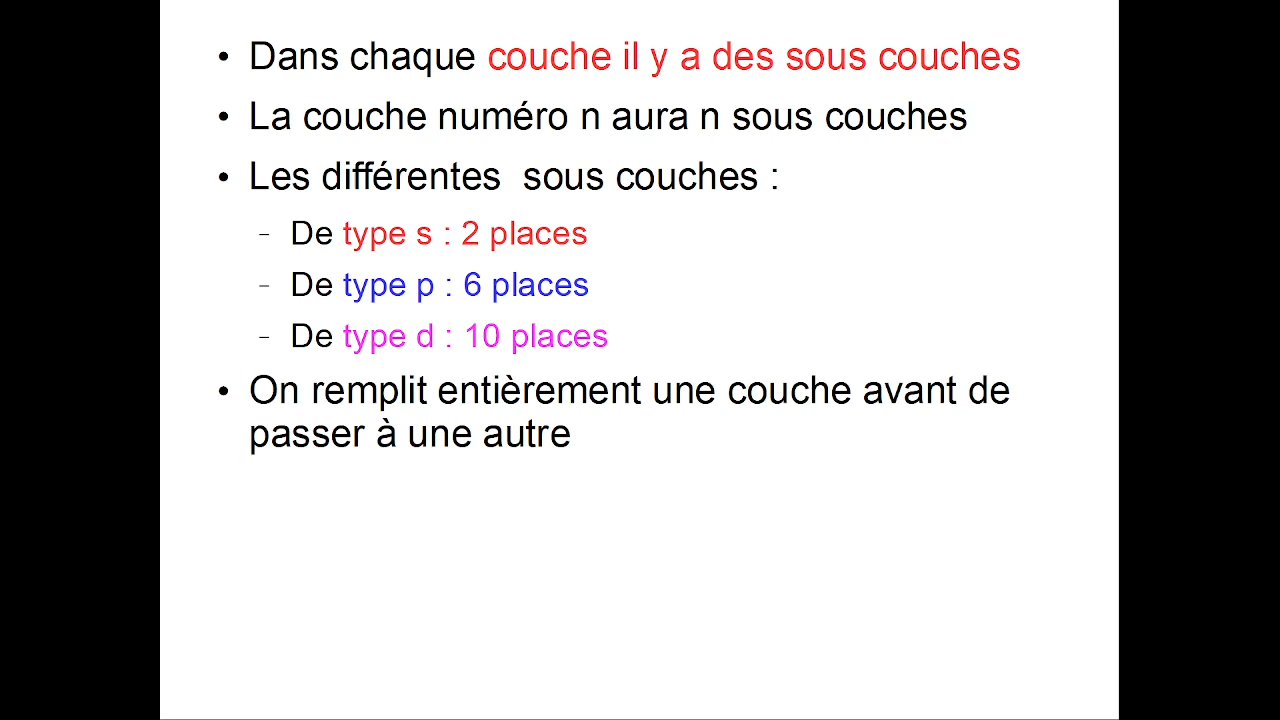 • Dans chaque couche il y a des sous couches
• La couche numéro n aura n sous couches
• Les différentes  sous couches :
– De type s : 2 places
– De type p : 6 places
– De type d : 10 places
• On remplit entièrement une couche avant de
passer à une autre